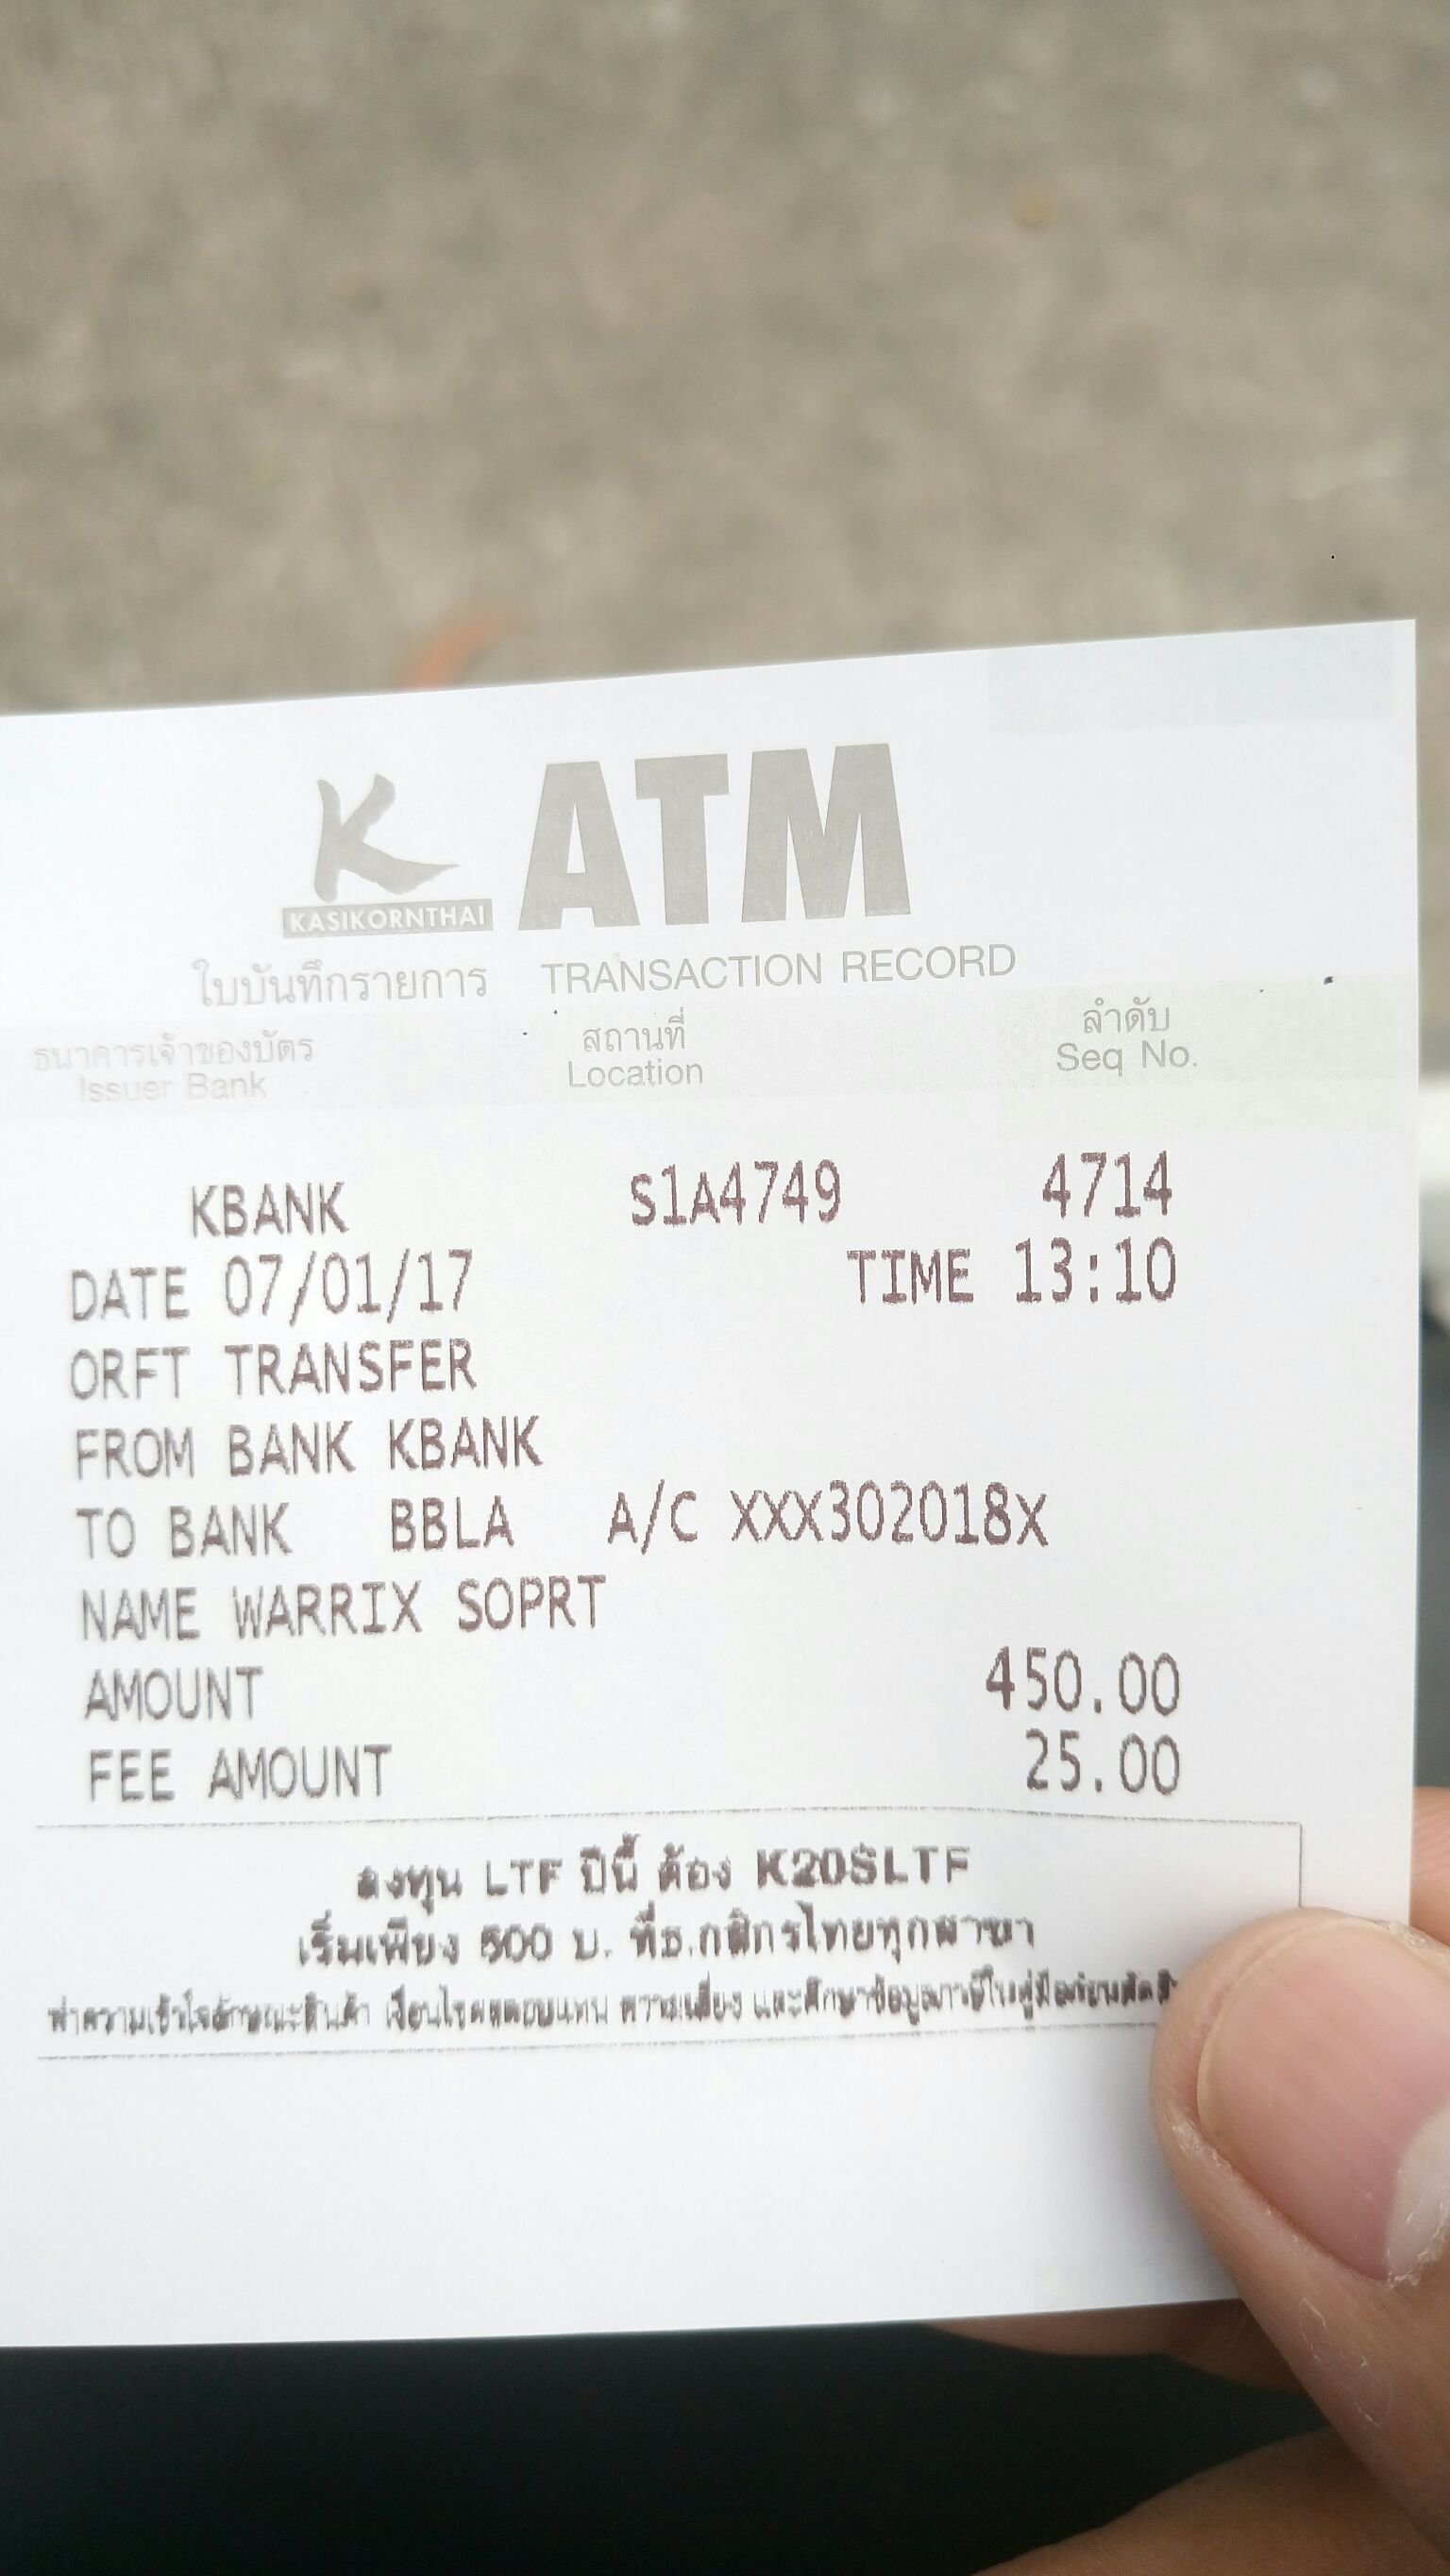 K ATM
KASIKORNTHAI
ใบบันทึกรายการ TRANSACTION RECORD
ธนาคารเจ้าของบัตร สถานที่ ลำดับ
Issuer Bank Location Seq No.
KBANK S1A4749 4714
DATE 07/01/17 TIME 13:10
ORFT TRANSFER
FROM BANK KBANK
TO BANK BBLA A/C XXX302018X
NAME WARRIX SOPRT
AMOUNT 450.00
FEE AMOUNT 25.00
ลงทุน LTF ปีนี้ ต้อง K20SLTF
เริ่มเพียง 500 บ. ที่ธ.กสิกรไทยทุกสาขา
ทำความเข้าใจลักษณะสินค้า เงื่อนไขผลตอบแทน ความเสี่ยง และศึกษาข้อมูลภาษีในคู่มือก่อน